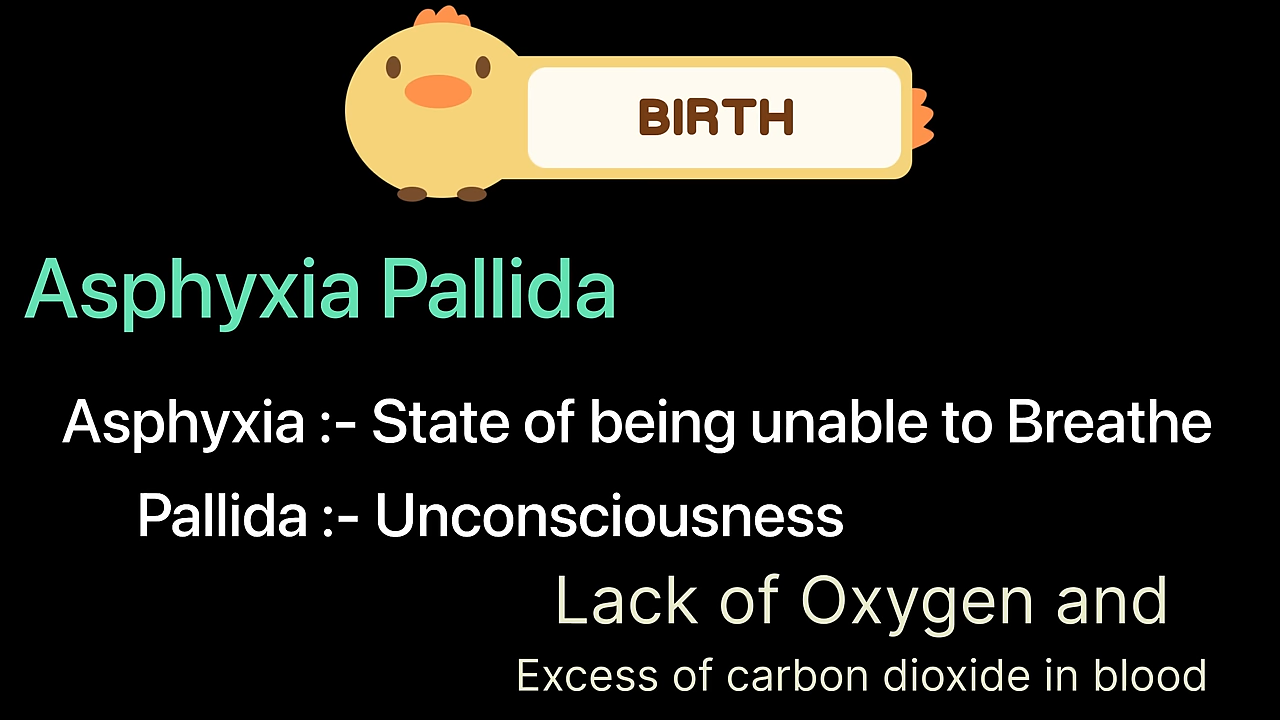 BIRTH
Asphyxia Pallida
Asphyxia :- State of being unable to Breathe
Pallida :- Unconsciousness
Lack of Oxygen and
Excess of carbon dioxide in blood